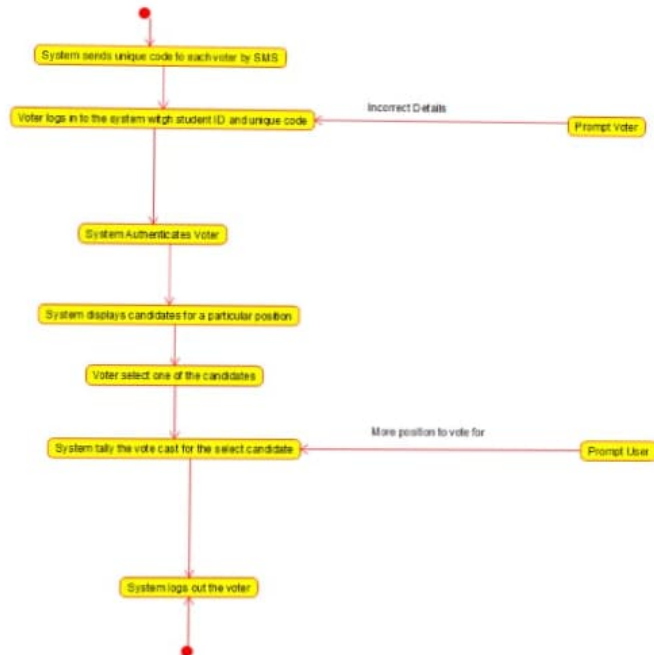 System sends unique code to each voter by SMS
Incorrect Details
Voter logs in to the system witgh student ID and unique code
Prompt Voter
System Authenticates Voter
System displays candidates for a particular position
Voter select one of the candidates
More position to vote for
System tally the vote cast for the select candidate
Prompt User
System logs out the voter